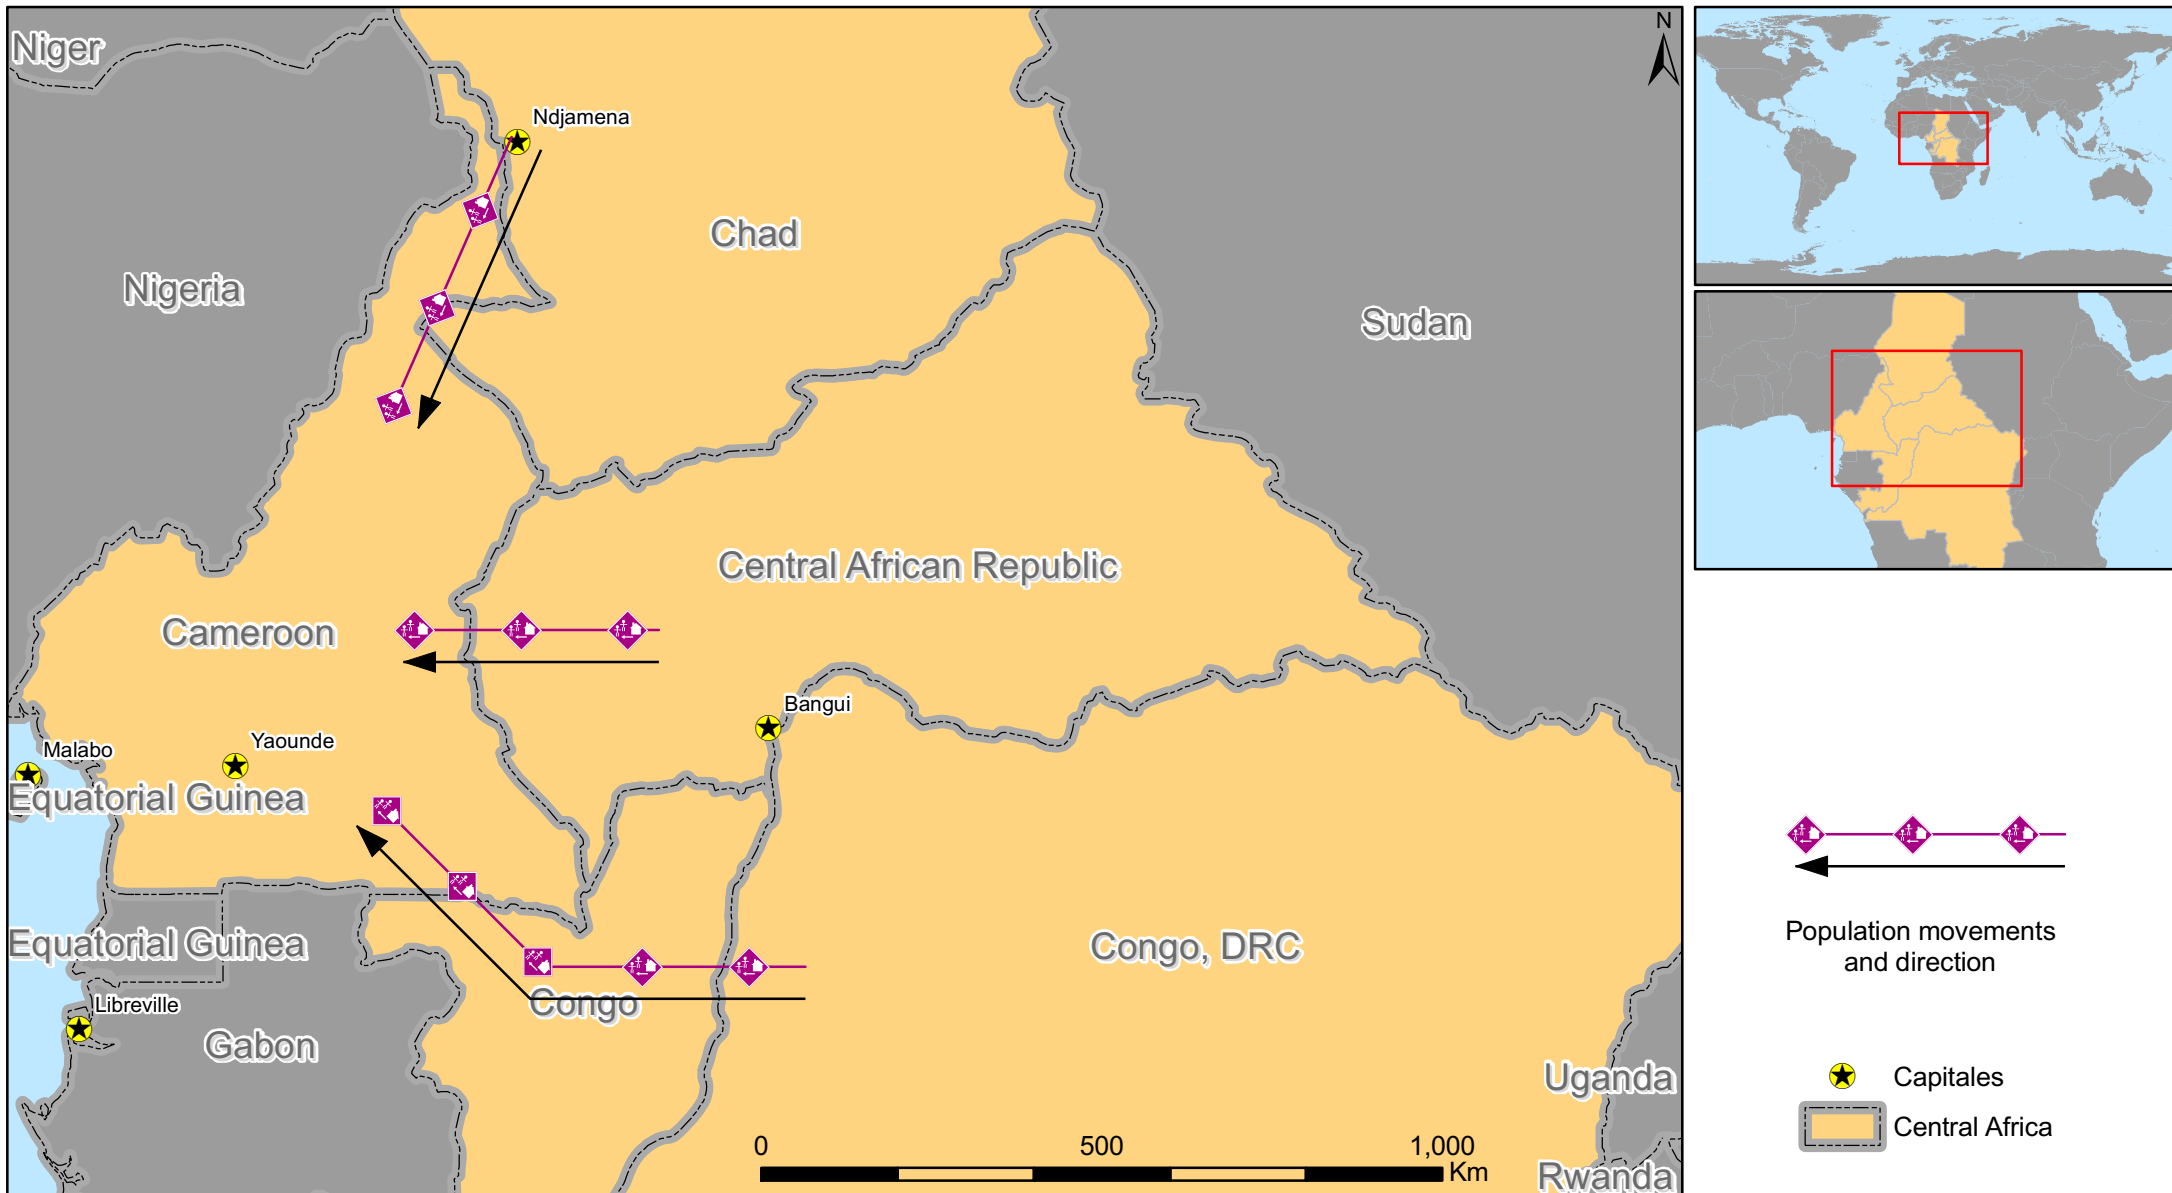 Niger
N
Ndjamena
Chad
Nigeria
Sudan
Central African Republic
Cameroon
Bangui
Malabo
Yaounde
Equatorial Guinea
Equatorial Guinea
Congo, DRC
Congo
Libreville
Gabon
Uganda
0 500 1,000
Km
Rwanda
Population movements
and direction
Capitales
Central Africa